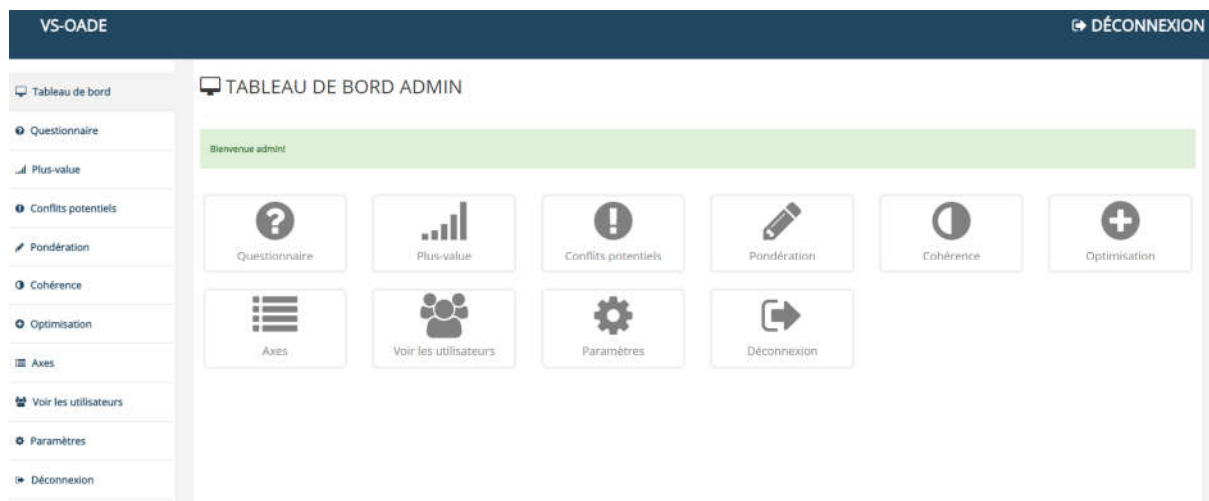 VS-OADE
DÉCONNEXION
Tableau de bord
Questionnaire
Plus-value
Conflits potentiels
Pondération
Cohérence
Optimisation
Axes
Voir les utilisateurs
Paramètres
Déconnexion
TABLEAU DE BORD ADMIN
Bienvenue admin!
Questionnaire
Plus-value
Conflits potentiels
Pondération
Cohérence
Optimisation
Axes
Voir les utilisateurs
Paramètres
Déconnexion